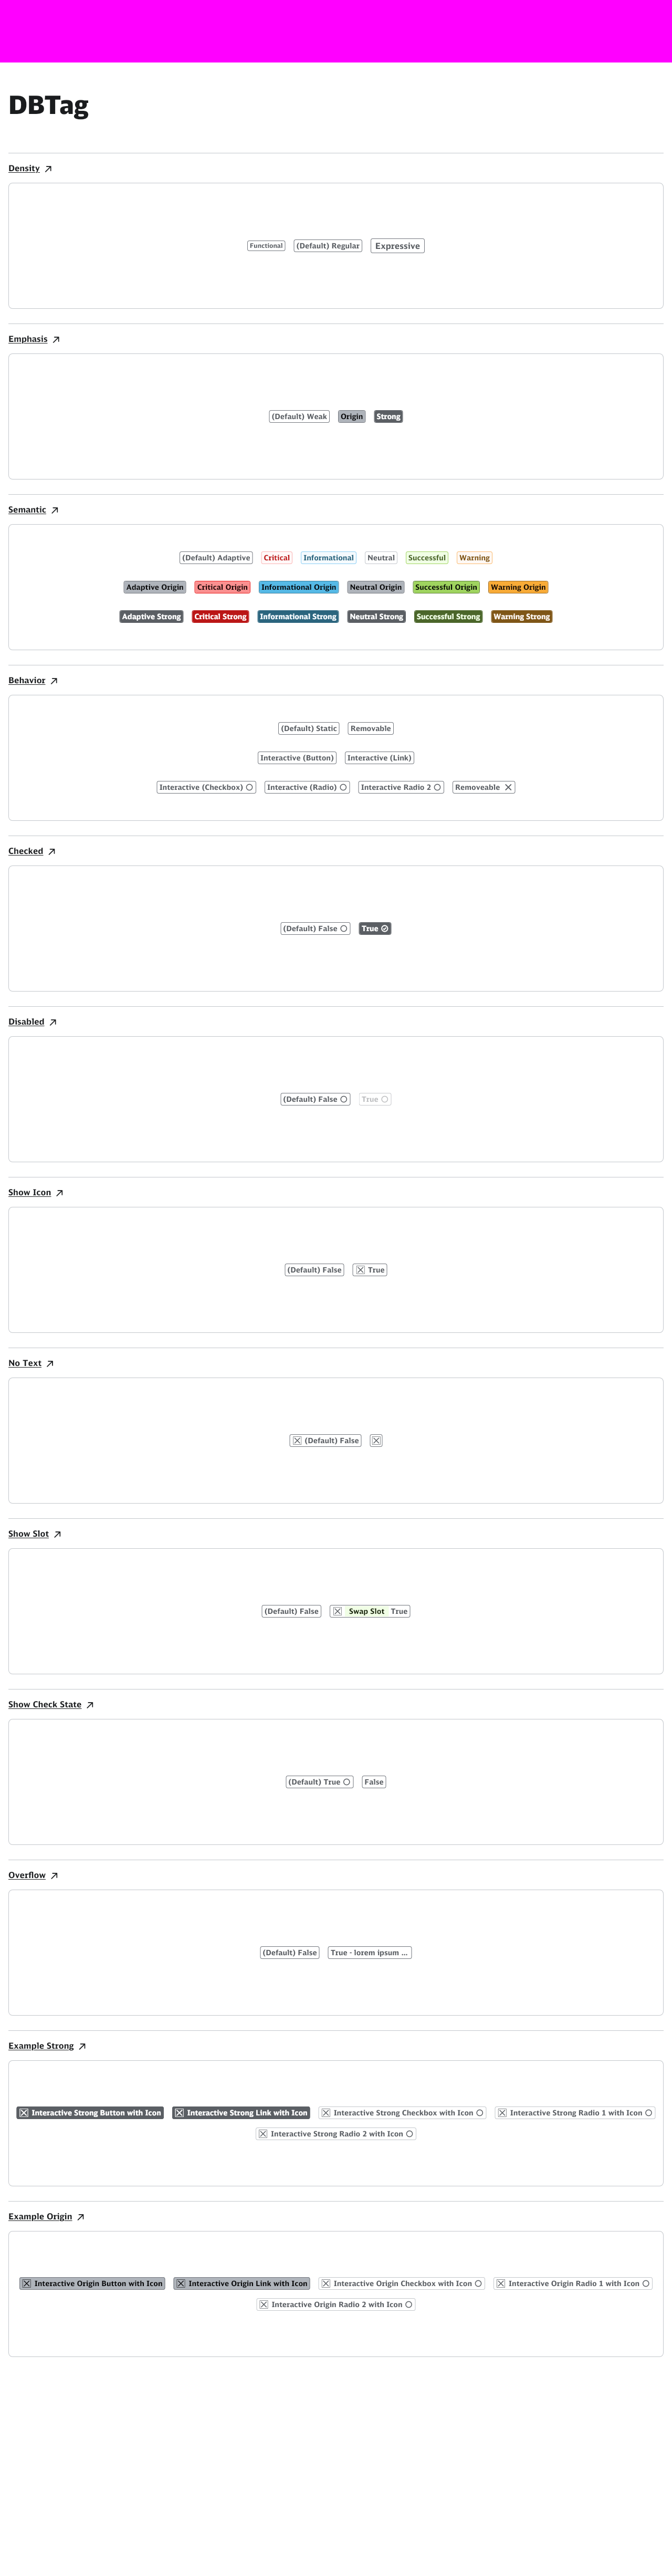 DBTag
Density
Functional (Default) Regular Expressive
Emphasis
(Default) Weak Origin Strong
Semantic
(Default) Adaptive Critical Informational Neutral Successful Warning
Adaptive Origin Critical Origin Informational Origin Neutral Origin Successful Origin Warning Origin
Adaptive Strong Critical Strong Informational Strong Neutral Strong Successful Strong Warning Strong
Behavior
(Default) Static Removable
Interactive (Button) Interactive (Link)
Interactive (Checkbox) Interactive (Radio) Interactive Radio 2 Removeable
Checked
(Default) False True
Disabled
(Default) False True
Show Icon
(Default) False True
No Text
(Default) False
Show Slot
(Default) False Swap Slot True
Show Check State
(Default) True False
Overflow
(Default) False True - lorem ipsum ...
Example Strong
Interactive Strong Button with Icon Interactive Strong Link with Icon Interactive Strong Checkbox with Icon Interactive Strong Radio 1 with Icon
Interactive Strong Radio 2 with Icon
Example Origin
Interactive Origin Button with Icon Interactive Origin Link with Icon Interactive Origin Checkbox with Icon Interactive Origin Radio 1 with Icon
Interactive Origin Radio 2 with Icon